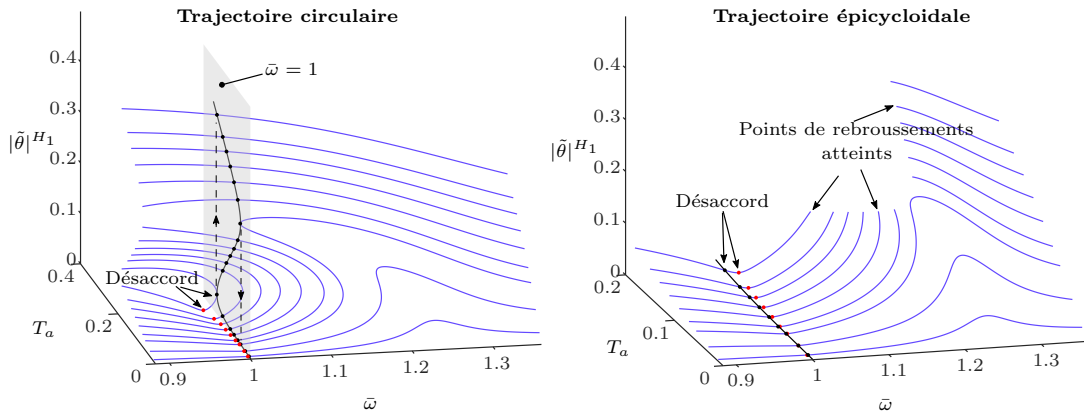 Trajectoire circulaire
ω̄ = 1
|θ̃|^{H_1}
0.4
0.3
0.2
0.1
0
Désaccord
0.4
0.2
0
T_a
0.9
1
1.1
1.2
1.3
ω̄
Trajectoire épicycloidale
|θ̃|^{H_1}
0.4
0.3
0.2
0.1
0
Points de rebroussements
atteints
Désaccord
0.2
0.1
0
T_a
0.9
1
1.1
1.2
1.3
ω̄